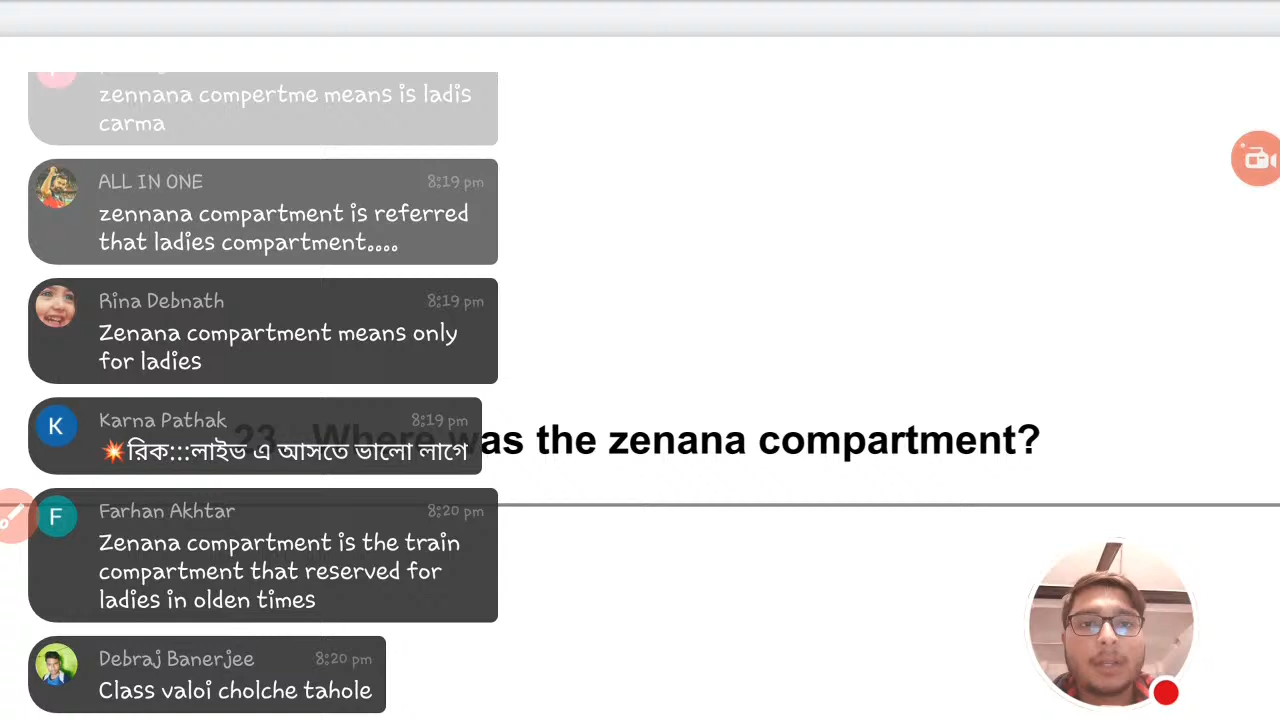 zennana compertme means is ladis
carma
ALL IN ONE 8:19 pm
zennana compartment is referred
that ladies compartment....
Rina Debnath 8:19 pm
Zenana compartment means only
for ladies
Karna Pathak 8:19 pm
💥রিক:::লাইভ এ আসতে ভালো লাগে
23. Where was the zenana compartment?
Farhan Akhtar 8:20 pm
Zenana compartment is the train
compartment that reserved for
ladies in olden times
Debraj Banerjee 8:20 pm
Class valoi cholche tahole
K
F